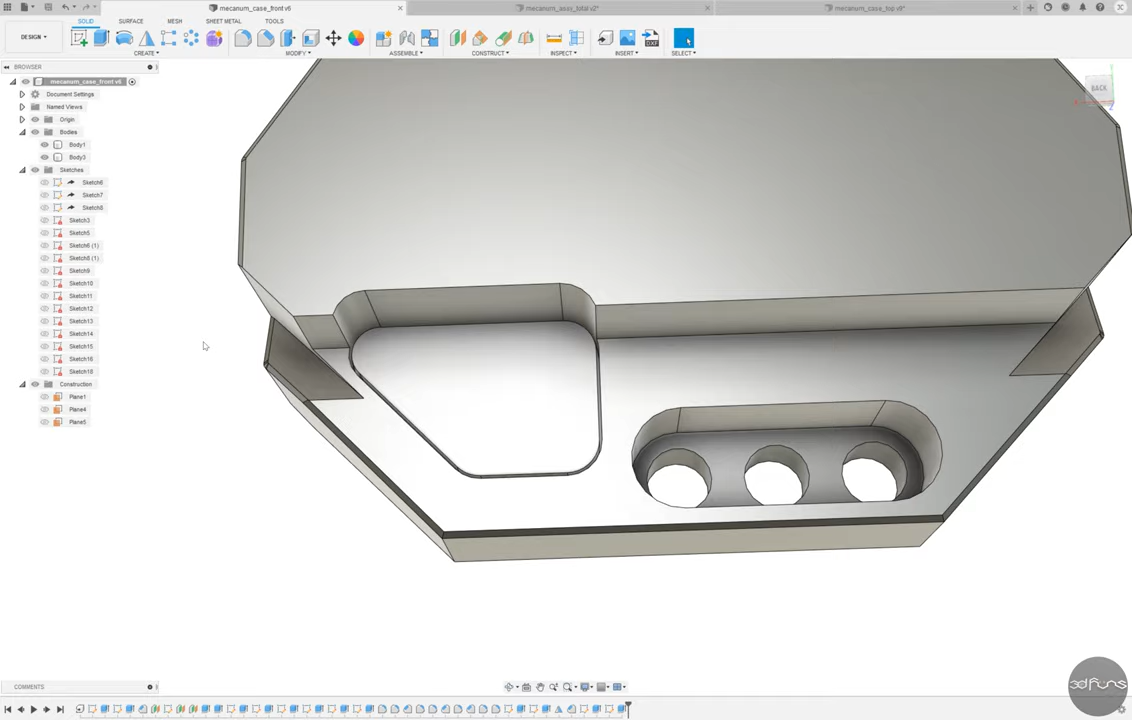 mecanum_case_front v6
mecanum_assy_total v2*
mecanum_case_top v9*
SOLID
SURFACE
MESH
SHEET METAL
TOOLS
DESIGN
CREATE
MODIFY
ASSEMBLE
CONSTRUCT
INSPECT
INSERT
SELECT
BROWSER
mecanum_case_front v6
Document Settings
Named Views
Origin
Bodies
Body1
Body3
Sketches
Sketch6
Sketch7
Sketch8
Sketch3
Sketch5
Sketch6 (1)
Sketch8 (1)
Sketch9
Sketch10
Sketch11
Sketch12
Sketch13
Sketch14
Sketch15
Sketch16
Sketch18
Construction
Plane1
Plane4
Plane5
BACK
COMMENTS
3dfuns